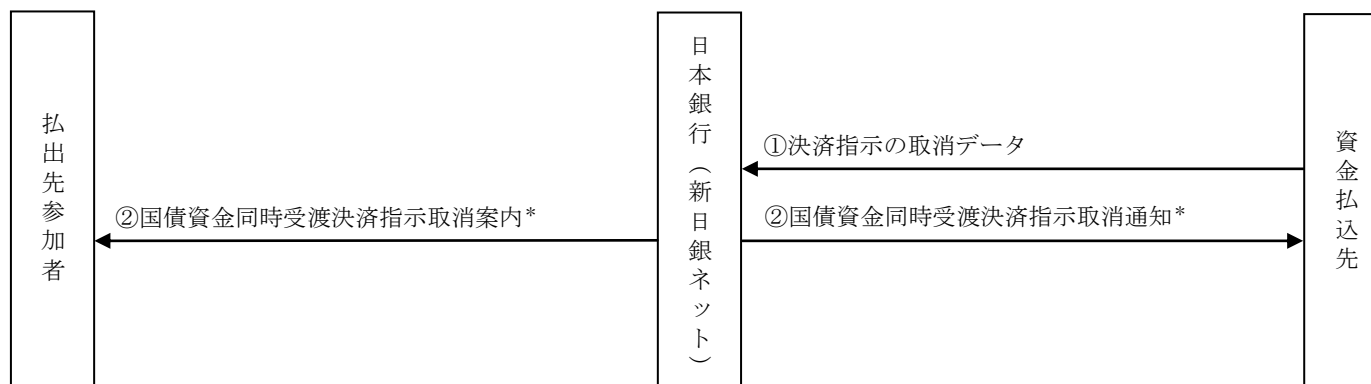 払出先参加者
日本銀行（新日銀ネット）
資金払込先
①決済指示の取消データ
②国債資金同時受渡決済指示取消案内*
②国債資金同時受渡決済指示取消通知*